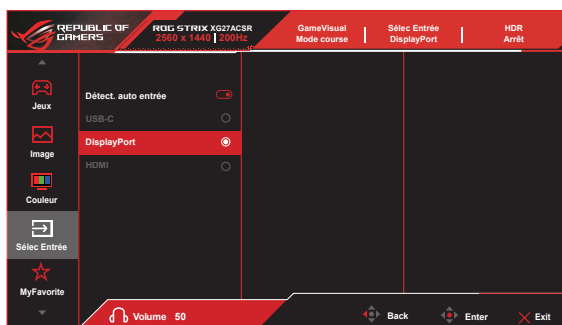 REPUBLIC OF
GAMERS
ROG STRIX XG27ACSR
2560 x 1440 200Hz
GameVisual
Mode course
Sélec Entrée
DisplayPort
HDR
Arrêt
Jeux
Image
Couleur
Sélec Entrée
MyFavorite
Détect. auto entrée
USB-C
DisplayPort
HDMI
Volume 50
Back
Enter
Exit